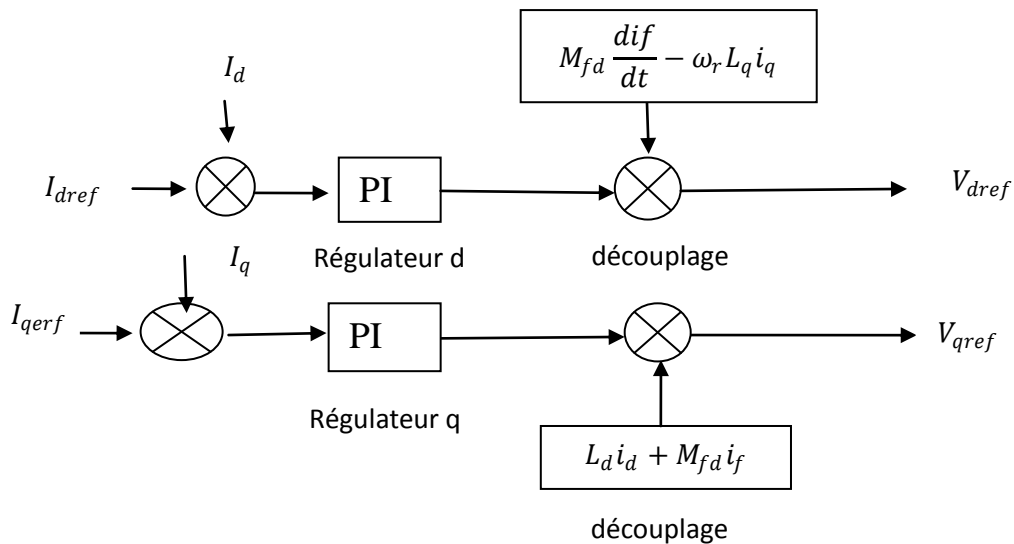 M_{fd} \frac{dif}{dt} - ω_r L_q i_q
I_d
I_{dref}
PI
V_{dref}
Régulateur d
découplage
I_q
I_{qerf}
PI
V_{qref}
Régulateur q
L_d i_d + M_{fd} i_f
découplage